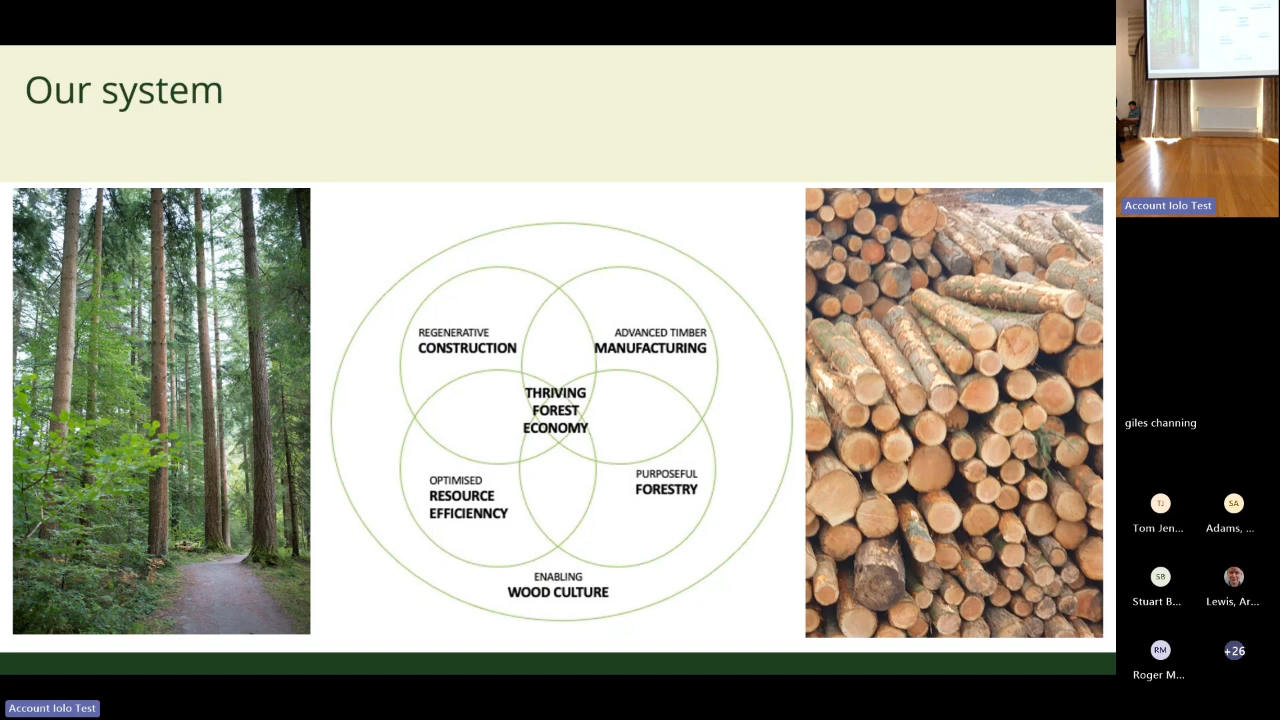 Our system
REGENERATIVE
CONSTRUCTION
ADVANCED TIMBER
MANUFACTURING
THRIVING
FOREST
ECONOMY
OPTIMISED
RESOURCE
EFFICIENNCY
PURPOSEFUL
FORESTRY
ENABLING
WOOD CULTURE
Account Iolo Test
Account Iolo Test
giles channing
TJ
SA
Tom Jen...
Adams, ...
SB
Stuart B...
Lewis, Ar...
RM
+26
Roger M...